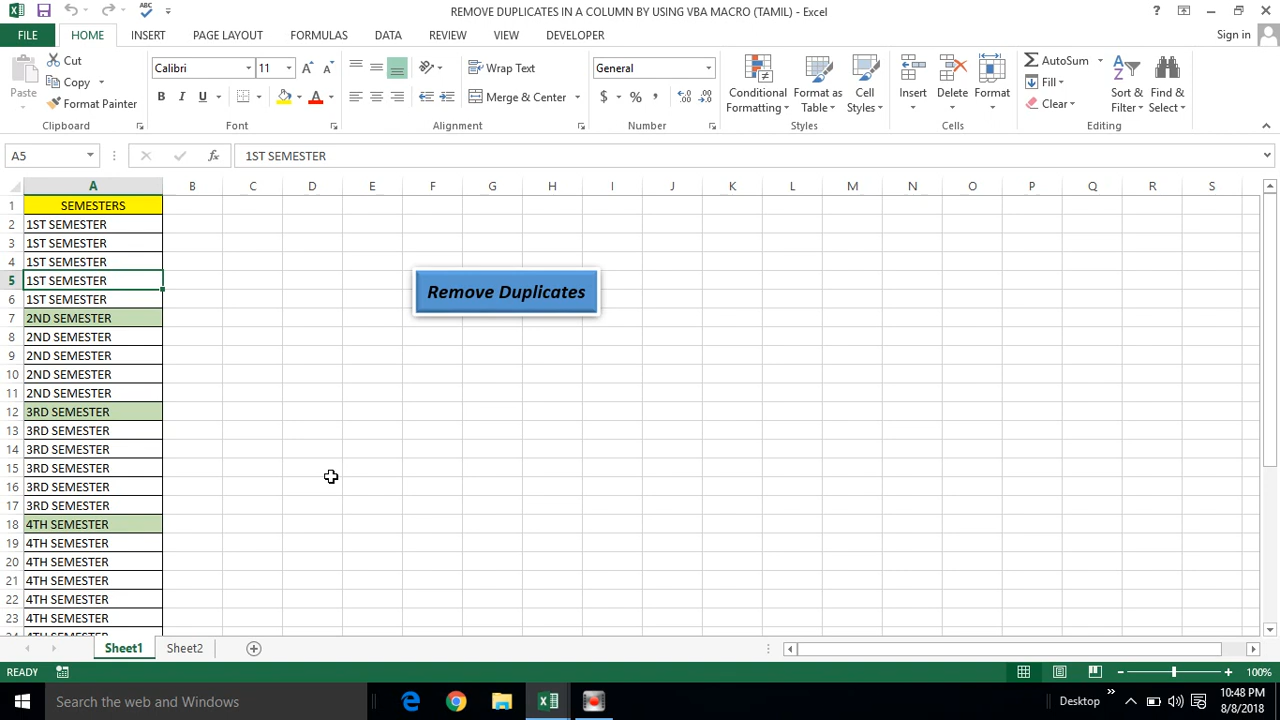 REMOVE DUPLICATES IN A COLUMN BY USING VBA MACRO (TAMIL) - Excel
FILE HOME INSERT PAGE LAYOUT FORMULAS DATA REVIEW VIEW DEVELOPER Sign in
Paste
Cut
Copy
Format Painter
Clipboard
Calibri 11
B I U
Font
Wrap Text
Merge & Center
Alignment
General
$ % ,
Number
Conditional Formatting
Format as Table
Cell Styles
Styles
Insert
Delete
Format
Cells
AutoSum
Fill
Clear
Sort & Filter
Find & Select
Editing
A5 fx 1ST SEMESTER
A B C D E F G H I J K L M N O P Q R S
1 SEMESTERS
2 1ST SEMESTER
3 1ST SEMESTER
4 1ST SEMESTER
5 1ST SEMESTER
Remove Duplicates
6 1ST SEMESTER
7 2ND SEMESTER
8 2ND SEMESTER
9 2ND SEMESTER
10 2ND SEMESTER
11 2ND SEMESTER
12 3RD SEMESTER
13 3RD SEMESTER
14 3RD SEMESTER
15 3RD SEMESTER
16 3RD SEMESTER
17 3RD SEMESTER
18 4TH SEMESTER
19 4TH SEMESTER
20 4TH SEMESTER
21 4TH SEMESTER
22 4TH SEMESTER
23 4TH SEMESTER
24 4TH SEMESTER
Sheet1 Sheet2
READY 100%
Search the web and Windows
Desktop
10:48 PM
8/8/2018